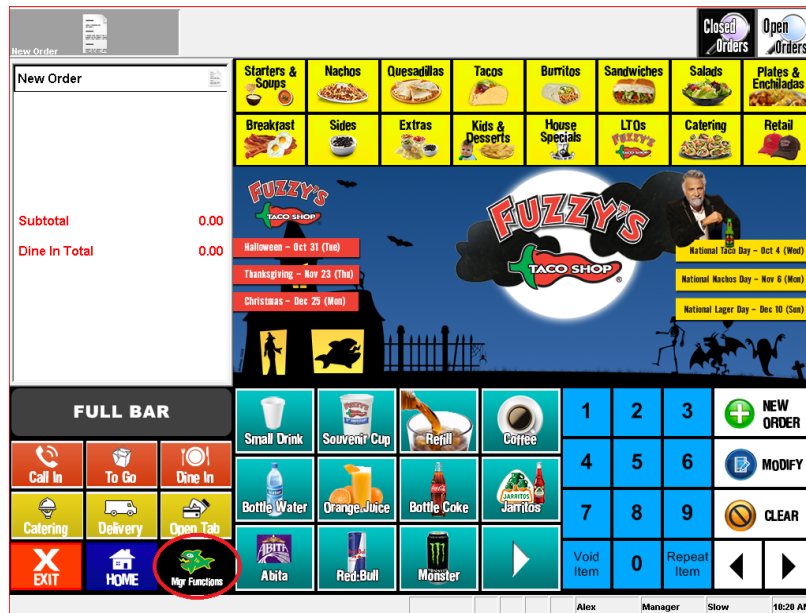 New Order
Closed Orders
Open Orders
New Order
Subtotal 0.00
Dine In Total 0.00
Starters & Soups
Nachos
Quesadillas
Tacos
Burritos
Sandwiches
Salads
Plates & Enchiladas
Breakfast
Sides
Extras
Kids & Desserts
House Specials
LTOs
FUZZY'S
Catering
Retail
FUZZY'S
TACO SHOP
Halloween - Oct 31 (Tue)
Thanksgiving - Nov 23 (Thu)
Christmas - Dec 25 (Mon)
FUZZY'S
TACO SHOP®
National Taco Day - Oct 4 (Wed)
National Nachos Day - Nov 6 (Mon)
National Lager Day - Dec 10 (Sun)
FULL BAR
Call In
To Go
Dine In
Catering
Delivery
Open Tab
X
EXIT
HOME
Mgr Functions
Small Drink
FUZZY'S
Souvenir Cup
Refill
Coffee
Bottle Water
Orange Juice
Bottle Coke
JARRITOS
Jarritos
ABITA
Abita
Red-Bull
Monster
1 2 3
4 5 6
7 8 9
Void Item
0
Repeat Item
NEW ORDER
MODIFY
CLEAR
Alex Manager Slow 10:20 A